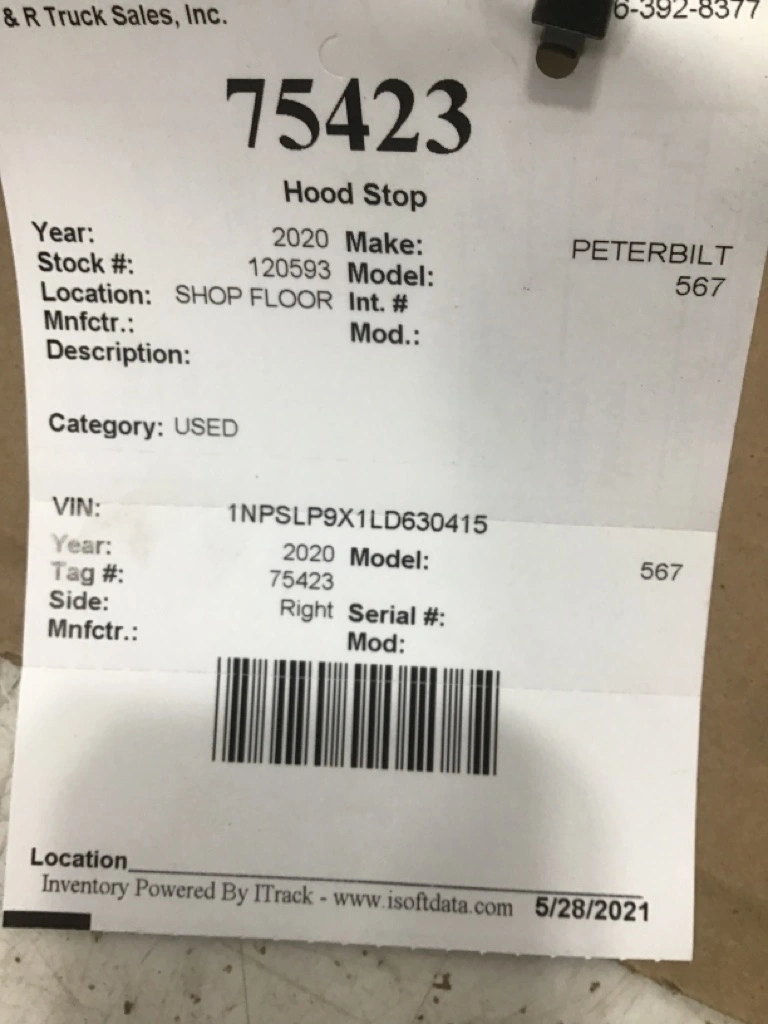 & R Truck Sales, Inc. 6-392-8377
75423
Hood Stop
Year: 2020 Make: PETERBILT
Stock #: 120593 Model: 567
Location: SHOP FLOOR Int. #
Mnfctr.: Mod.:
Description:
Category: USED
VIN: 1NPSLP9X1LD630415
Year: 2020 Model: 567
Tag #: 75423
Side: Right Serial #:
Mnfctr.: Mod:
Location
Inventory Powered By ITrack - www.isoftdata.com 5/28/2021